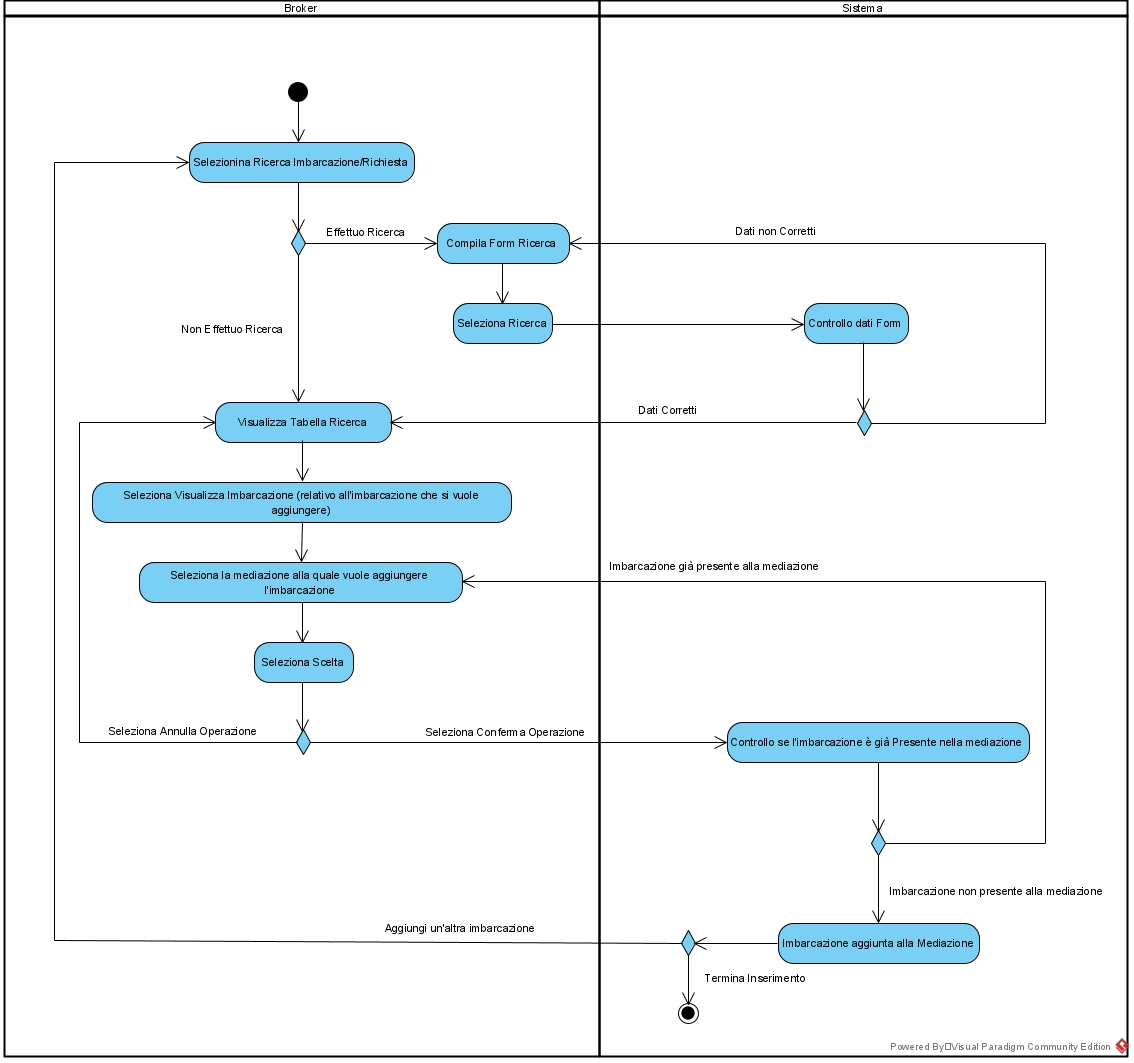 Broker
Sistema
Selezionina Ricerca Imbarcazione/Richiesta
Effettuo Ricerca
Compila Form Ricerca
Dati non Corretti
Non Effettuo Ricerca
Seleziona Ricerca
Controllo dati Form
Visualizza Tabella Ricerca
Dati Corretti
Seleziona Visualizza Imbarcazione (relativo all'imbarcazione che si vuole
aggiungere)
Seleziona la mediazione alla quale vuole aggiungere
l'imbarcazione
Imbarcazione già presente alla mediazione
Seleziona Scelta
Seleziona Annulla Operazione
Seleziona Conferma Operazione
Controllo se l'imbarcazione è già Presente nella mediazione
Imbarcazione non presente alla mediazione
Aggiungi un'altra imbarcazione
Imbarcazione aggiunta alla Mediazione
Termina Inserimento
Powered By□Visual Paradigm Community Edition